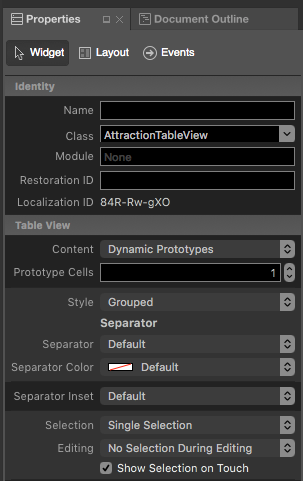 Properties
Document Outline
Widget
Layout
Events
Identity
Name
Class AttractionTableView
Module None
Restoration ID
Localization ID 84R-Rw-gXO
Table View
Content Dynamic Prototypes
Prototype Cells 1
Style Grouped
Separator
Separator Default
Separator Color Default
Separator Inset Default
Selection Single Selection
Editing No Selection During Editing
Show Selection on Touch